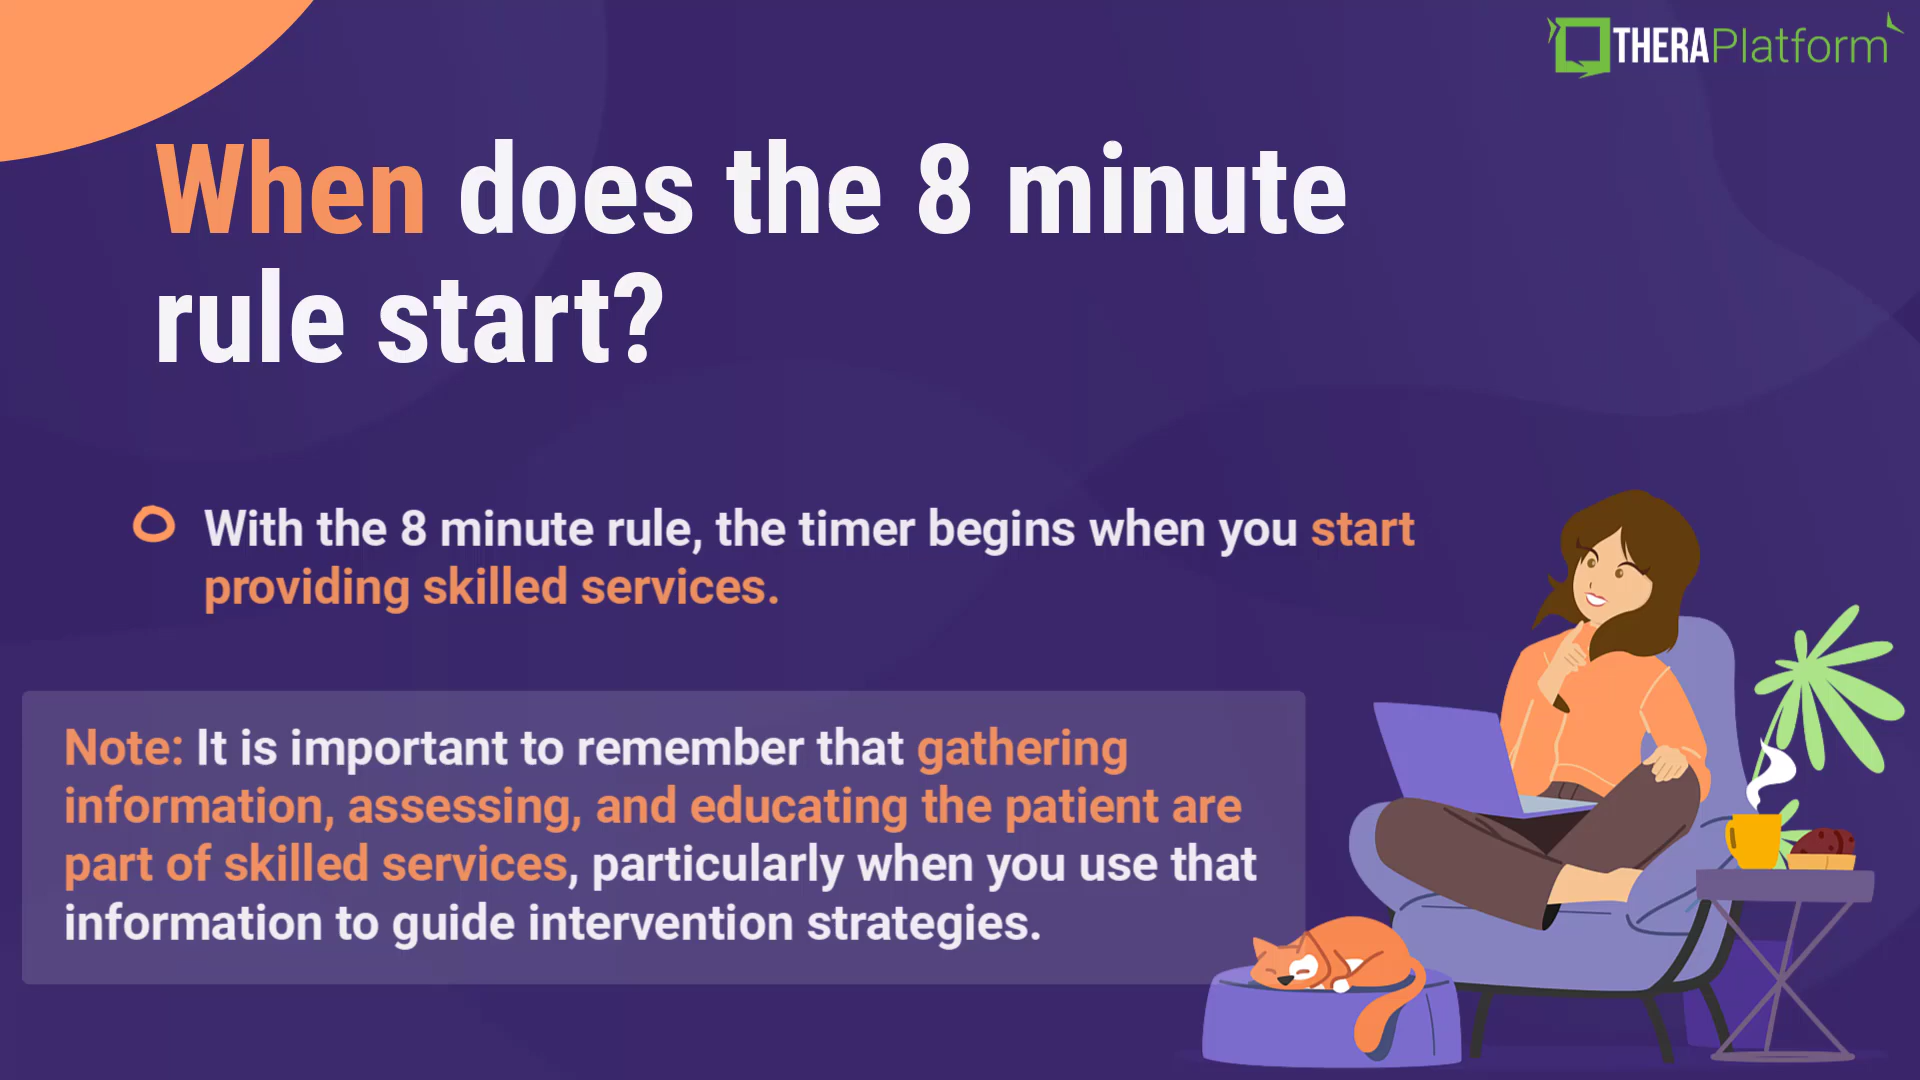 THERAPlatform
When does the 8 minute
rule start?
With the 8 minute rule, the timer begins when you start
providing skilled services.
Note: It is important to remember that gathering
information, assessing, and educating the patient are
part of skilled services, particularly when you use that
information to guide intervention strategies.